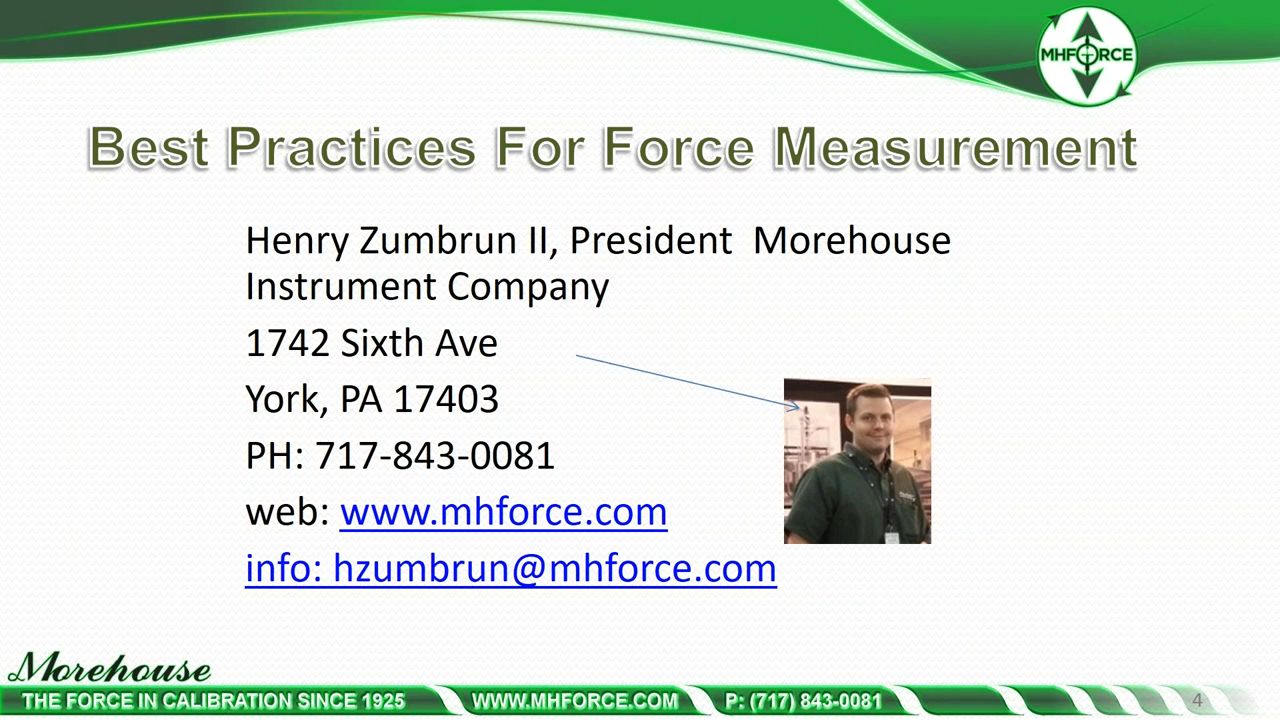 MHFORCE
Best Practices For Force Measurement
Henry Zumbrun II, President  Morehouse
Instrument Company
1742 Sixth Ave
York, PA 17403
PH: 717-843-0081
web: www.mhforce.com
info: hzumbrun@mhforce.com
Morehouse
THE FORCE IN CALIBRATION SINCE 1925 WWW.MHFORCE.COM P: (717) 843-0081 4